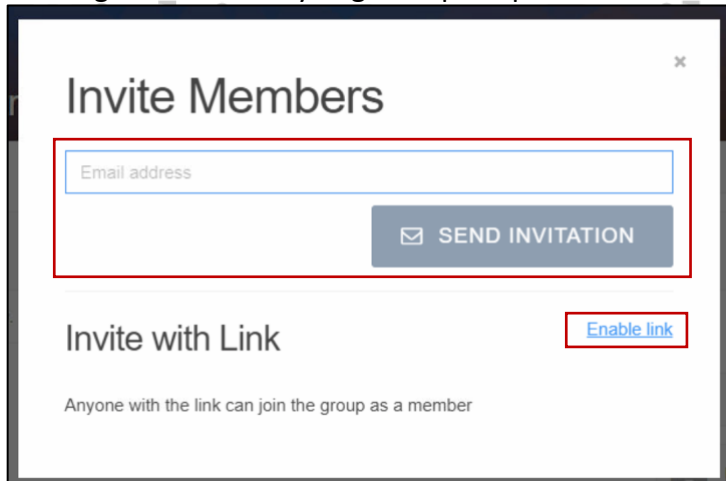 ×
Invite Members
Email address
SEND INVITATION
Invite with Link
Enable link
Anyone with the link can join the group as a member